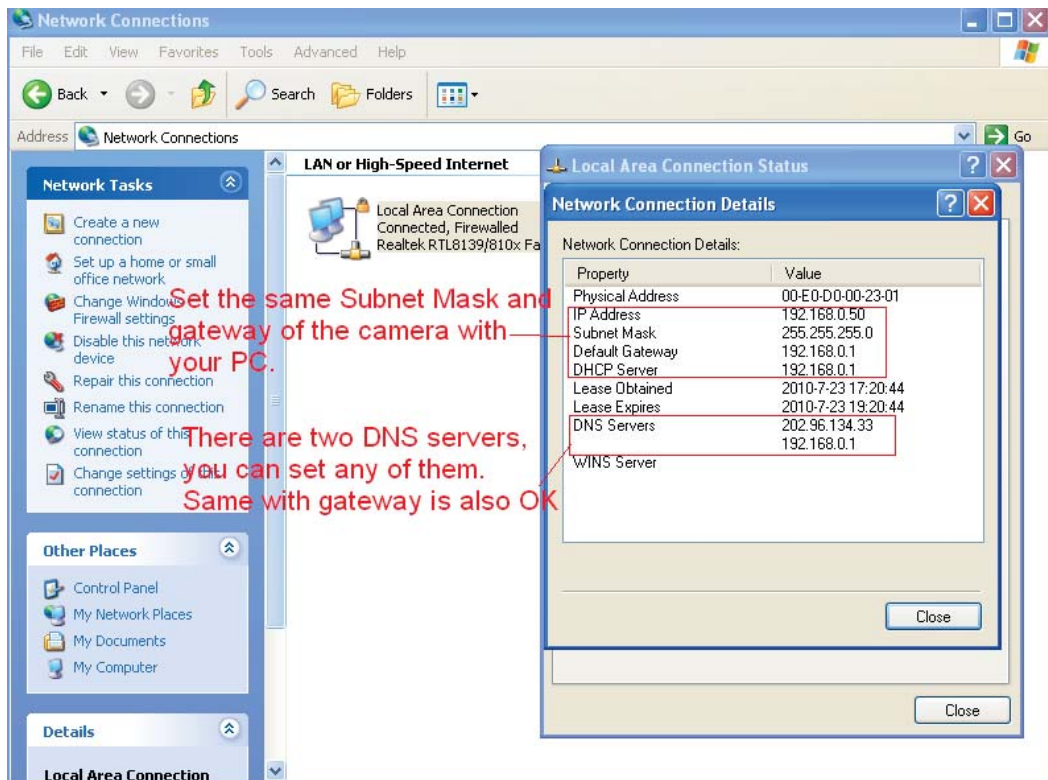 Network Connections
File Edit View Favorites Tools Advanced Help
Back Search Folders
Address Network Connections Go
Network Tasks
Create a new
connection
Set up a home or small
office network
Change Windows
Firewall settings
Disable this network
device
Repair this connection
Rename this connection
View status of this
connection
Change settings of this
connection
Other Places
Control Panel
My Network Places
My Documents
My Computer
Details
Local Area Connection
LAN or High-Speed Internet
Local Area Connection
Connected, Firewalled
Realtek RTL8139/810x Fa
Set the same Subnet Mask and
gateway of the camera with
your PC.
There are two DNS servers,
you can set any of them.
Same with gateway is also OK
Local Area Connection Status
Network Connection Details
Network Connection Details:
Property Value
Physical Address 00-E0-D0-00-23-01
IP Address 192.168.0.50
Subnet Mask 255.255.255.0
Default Gateway 192.168.0.1
DHCP Server 192.168.0.1
Lease Obtained 2010-7-23 17:20:44
Lease Expires 2010-7-23 19:20:44
DNS Servers 202.96.134.33
192.168.0.1
WINS Server
Close
Close